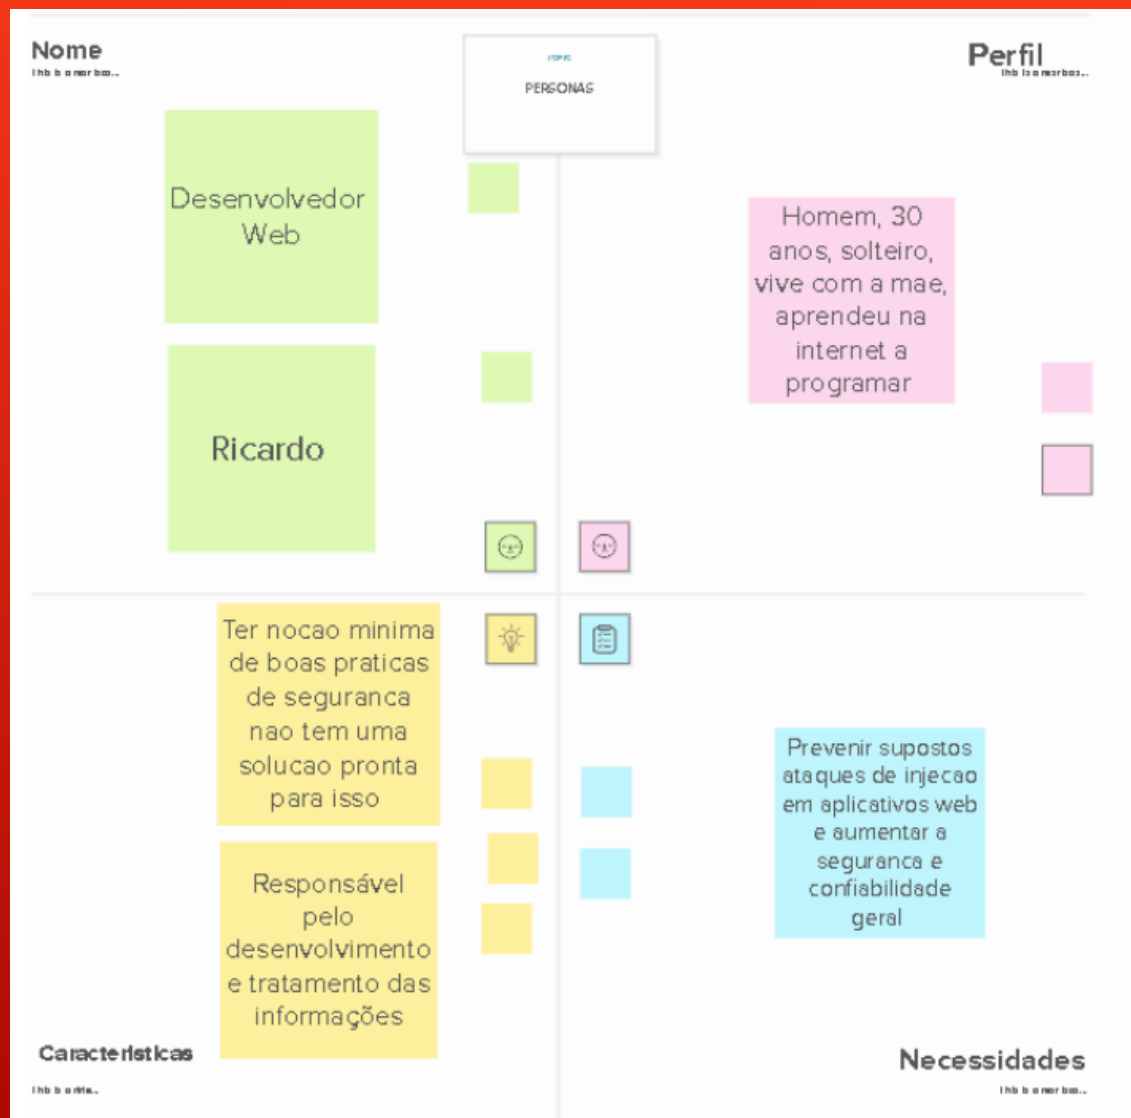 Nome
PERSONAS
Perfil
Desenvolvedor
Web
Ricardo
Homem, 30
anos, solteiro,
vive com a mae,
aprendeu na
internet a
programar
Ter nocao minima
de boas praticas
de seguranca
nao tem uma
solucao pronta
para isso
Responsável
pelo
desenvolvimento
e tratamento das
informações
Características
Prevenir supostos
ataques de injecao
em aplicativos web
e aumentar a
seguranca e
confiabilidade
geral
Necessidades